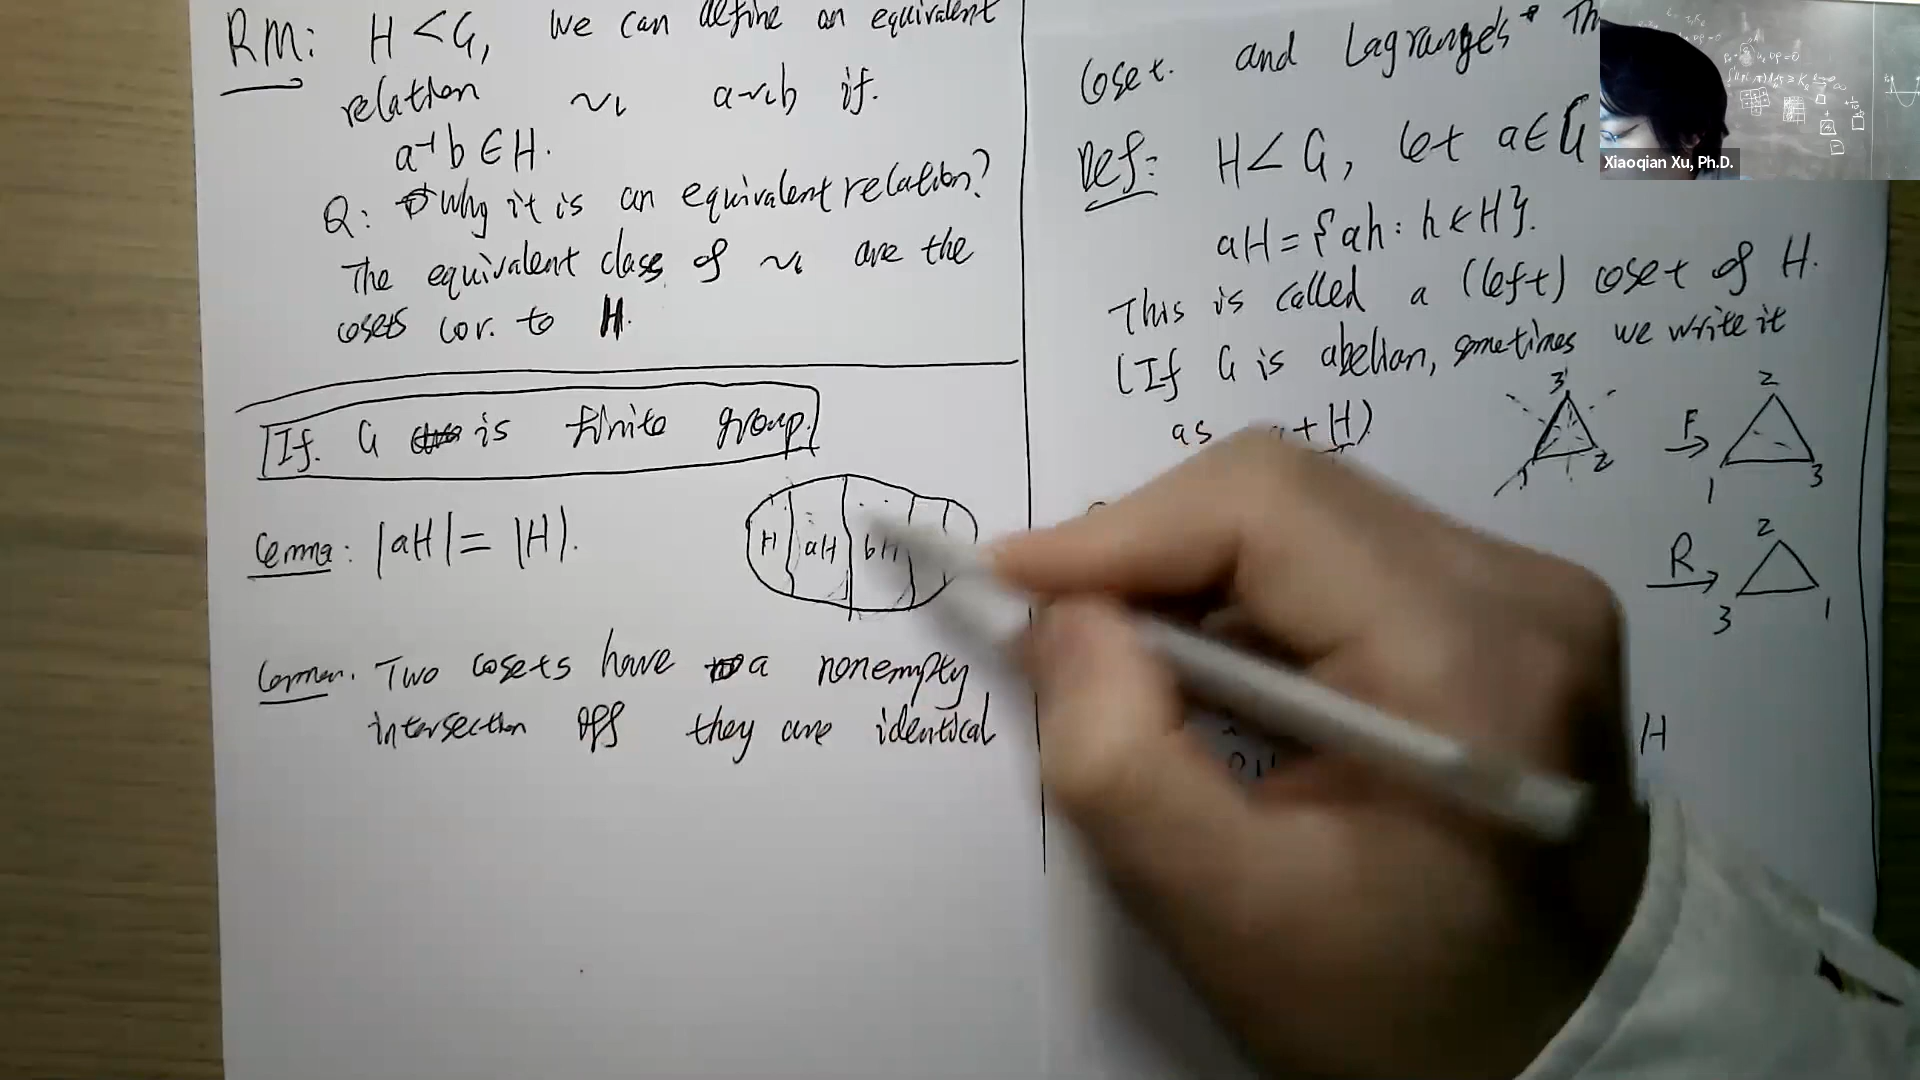 RM: H < G, we can define an equivalent
relation ~L a ~L b if.
a⁻¹b ∈ H.
Q: why it is an equivalent relation?
The equivalent class of ~L are the
cosets cor. to H.
If G is finite group.
Lemma: |aH| = |H|.
H aH bH
Lemma. Two cosets have a nonempty
intersection iff they are identical
Coset. and Lagrange's Th
Def: H < G, let a ∈ G
aH = {ah : h ∈ H}.
This is called a (left) coset of H.
(If G is abelian, sometimes we write it
as a + H)
3 1 2
F
2 1 3
R
2 3 1
H
Xiaoqian Xu, Ph.D.